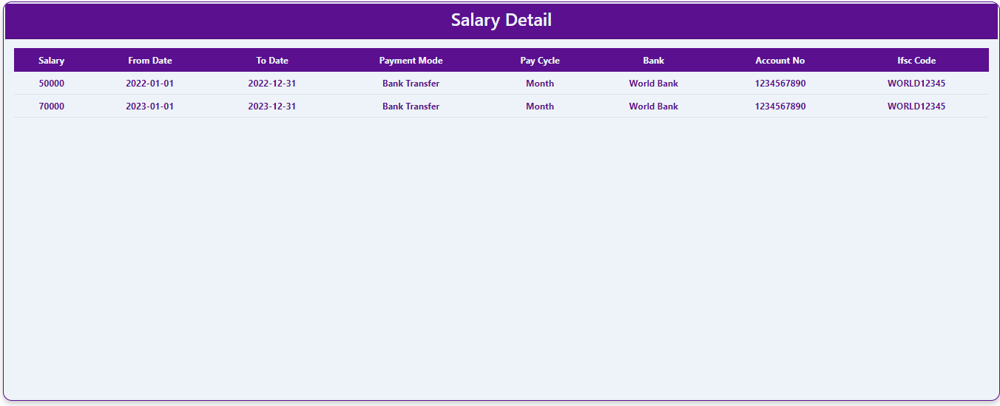 Salary Detail
Salary From Date To Date Payment Mode Pay Cycle Bank Account No Ifsc Code
50000 2022-01-01 2022-12-31 Bank Transfer Month World Bank 1234567890 WORLD12345
70000 2023-01-01 2023-12-31 Bank Transfer Month World Bank 1234567890 WORLD12345